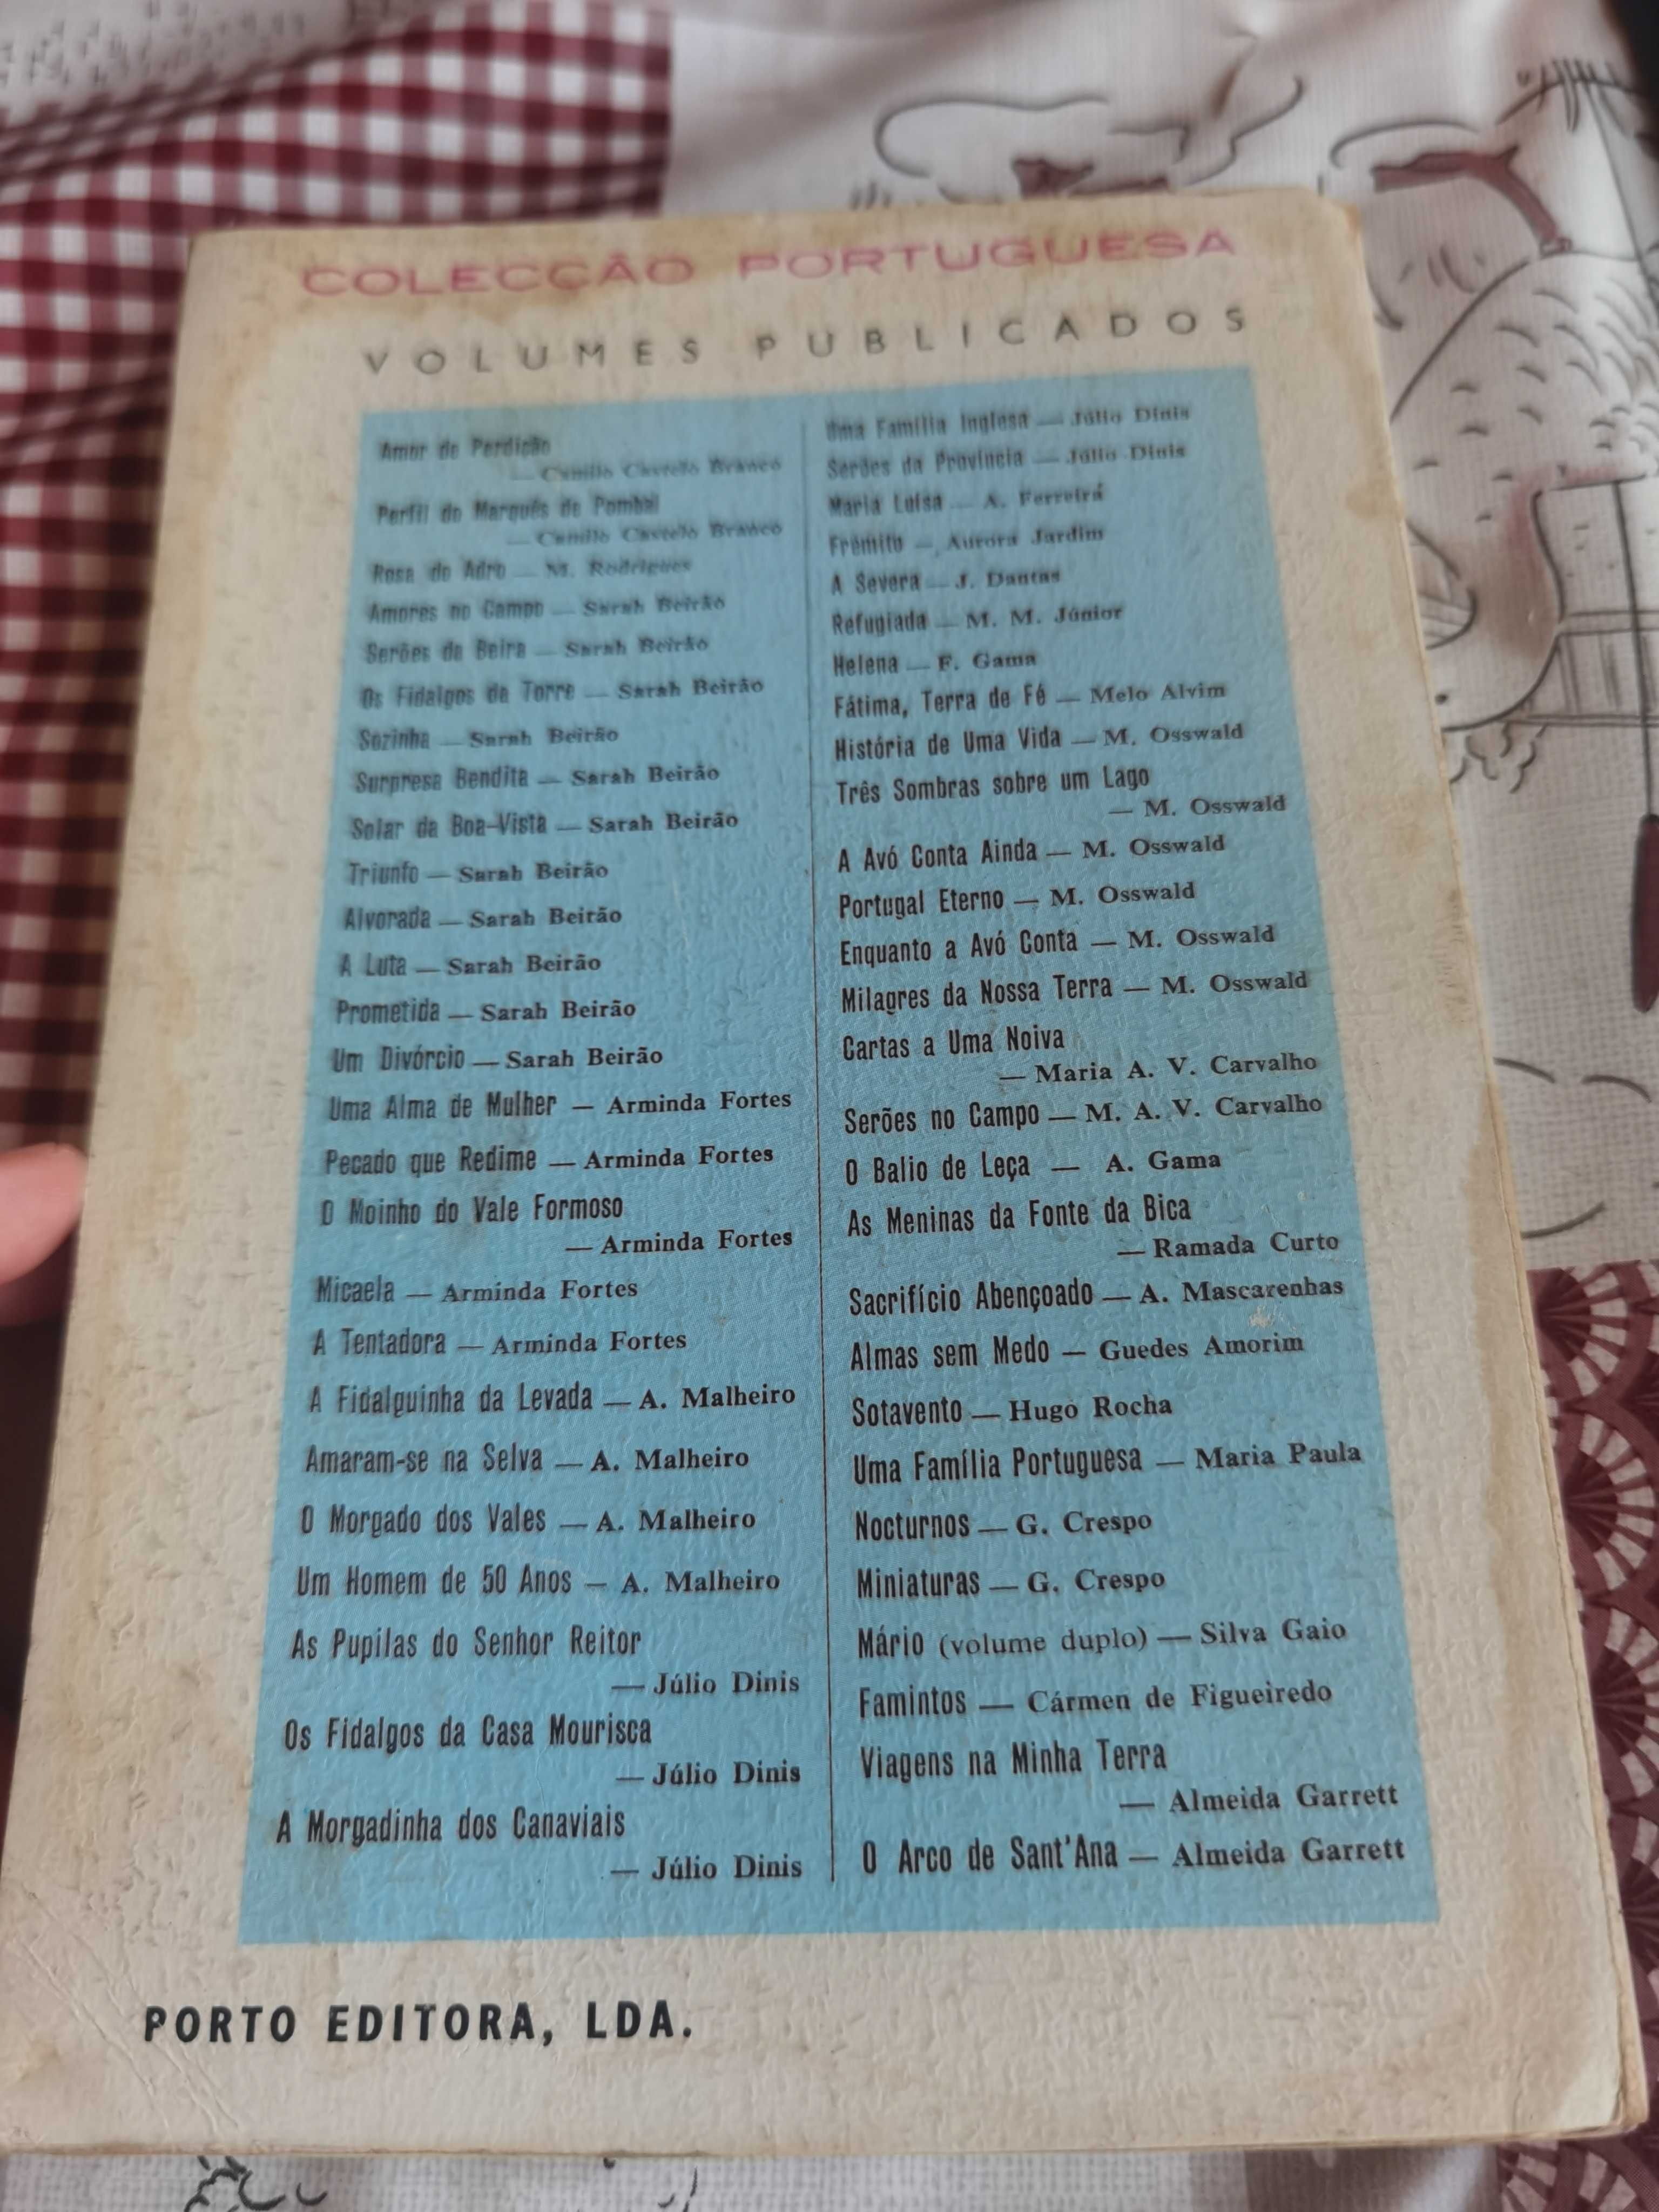 COLECÇÃO PORTUGUESA
VOLUMES PUBLICADOS
Amor de Perdição
— Camilo Castelo Branco
Perfil do Marquês de Pombal
— Camilo Castelo Branco
Rosa do Adro — M. Rodrigues
Amores no Campo — Sarah Beirão
Serões da Beira — Sarah Beirão
Os Fidalgos da Torre — Sarah Beirão
Sozinha — Sarah Beirão
Surpresa Bendita — Sarah Beirão
Solar da Boa-Vista — Sarah Beirão
Triunfo — Sarah Beirão
Alvorada — Sarah Beirão
A Luta — Sarah Beirão
Prometida — Sarah Beirão
Um Divórcio — Sarah Beirão
Uma Alma de Mulher — Arminda Fortes
Pecado que Redime — Arminda Fortes
O Moinho do Vale Formoso
— Arminda Fortes
Micaela — Arminda Fortes
A Tentadora — Arminda Fortes
A Fidalguinha da Levada — A. Malheiro
Amaram-se na Selva — A. Malheiro
O Morgado dos Vales — A. Malheiro
Um Homem de 50 Anos — A. Malheiro
As Pupilas do Senhor Reitor
— Júlio Dinis
Os Fidalgos da Casa Mourisca
— Júlio Dinis
A Morgadinha dos Canaviais
— Júlio Dinis
Uma Família Inglesa — Júlio Dinis
Serões da Província — Júlio Dinis
Maria Luísa — A. Ferreira
Frémito — Aurora Jardim
A Severa — J. Dantas
Refugiada — M. M. Júnior
Helena — F. Gama
Fátima, Terra de Fé — Melo Alvim
História de Uma Vida — M. Osswald
Três Sombras sobre um Lago
— M. Osswald
A Avó Conta Ainda — M. Osswald
Portugal Eterno — M. Osswald
Enquanto a Avó Conta — M. Osswald
Milagres da Nossa Terra — M. Osswald
Cartas a Uma Noiva
— Maria A. V. Carvalho
Serões no Campo — M. A. V. Carvalho
O Balio de Leça — A. Gama
As Meninas da Fonte da Bica
— Ramada Curto
Sacrifício Abençoado — A. Mascarenhas
Almas sem Medo — Guedes Amorim
Sotavento — Hugo Rocha
Uma Família Portuguesa — Maria Paula
Nocturnos — G. Crespo
Miniaturas — G. Crespo
Mário (volume duplo) — Silva Gaio
Famintos — Cármen de Figueiredo
Viagens na Minha Terra
— Almeida Garrett
O Arco de Sant'Ana — Almeida Garrett
PORTO EDITORA, LDA.